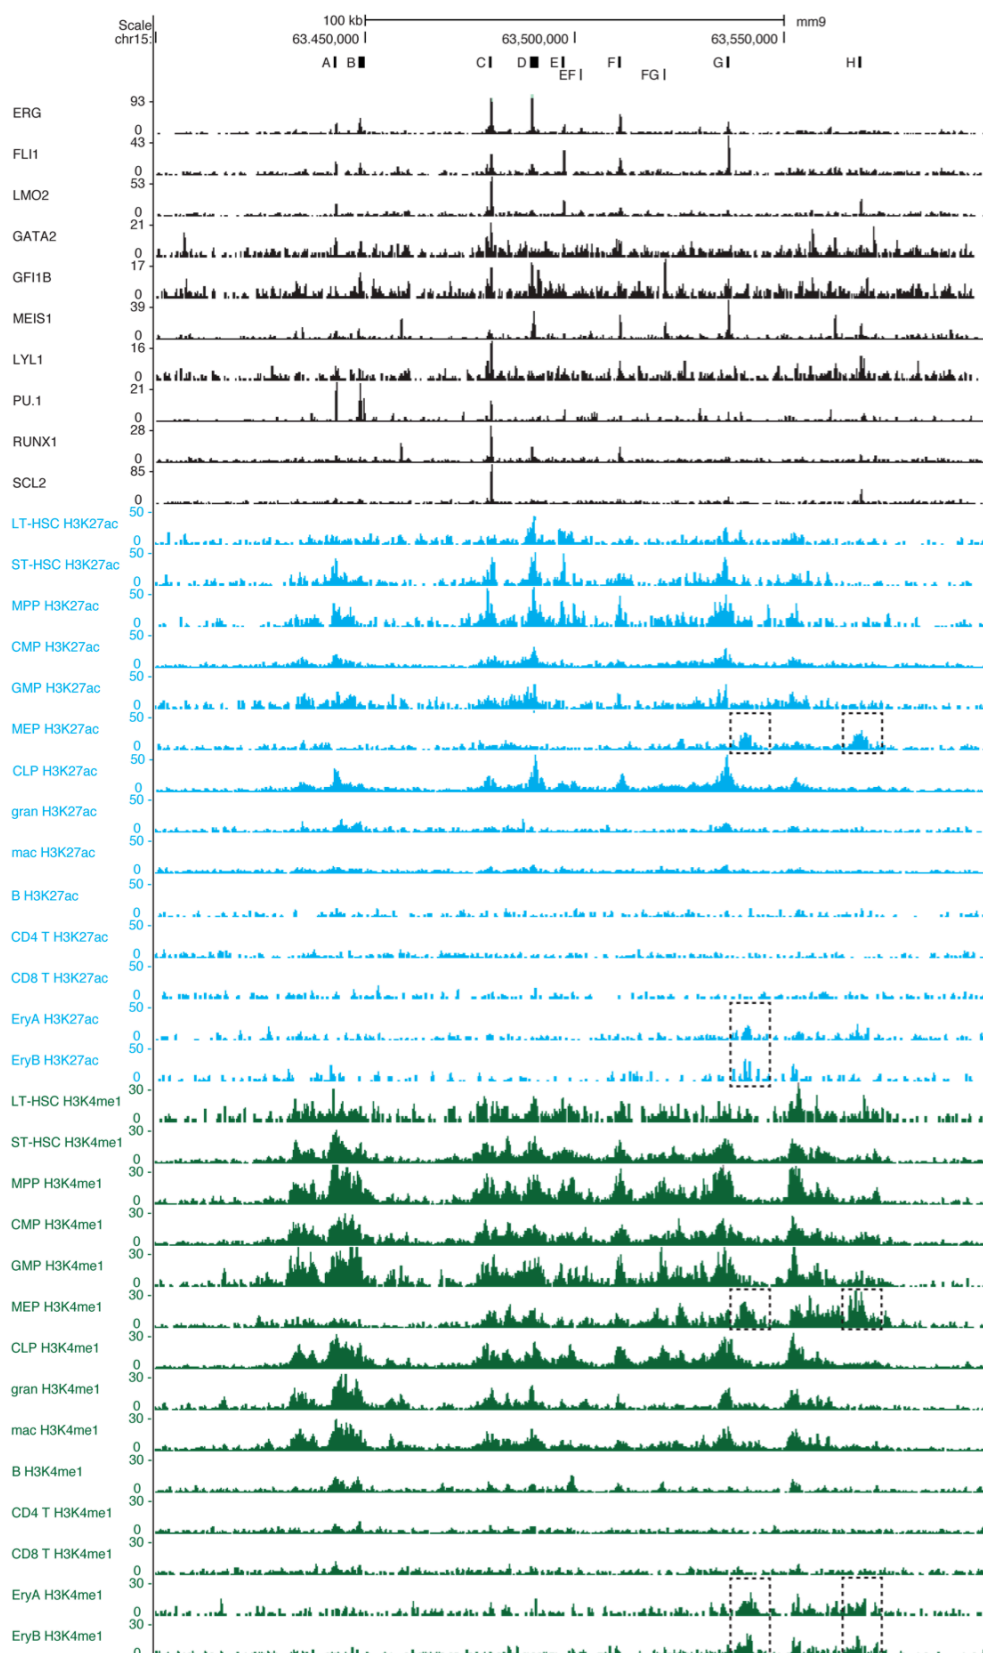 Scale 100 kb mm9
chr15: 63,450,000 63,500,000 63,550,000
A B C D E F G H
EF FG
93
ERG
0
43
FLI1
0
53
LMO2
0
21
GATA2
0
17
GFI1B
0
39
MEIS1
0
16
LYL1
0
21
PU.1
0
28
RUNX1
0
85
SCL2
0
50
LT-HSC H3K27ac
0
50
ST-HSC H3K27ac
0
50
MPP H3K27ac
0
50
CMP H3K27ac
0
50
GMP H3K27ac
0
50
MEP H3K27ac
0
50
CLP H3K27ac
0
50
gran H3K27ac
0
50
mac H3K27ac
0
50
B H3K27ac
0
50
CD4 T H3K27ac
0
50
CD8 T H3K27ac
0
50
EryA H3K27ac
0
50
EryB H3K27ac
0
30
LT-HSC H3K4me1
0
30
ST-HSC H3K4me1
0
30
MPP H3K4me1
0
30
CMP H3K4me1
0
30
GMP H3K4me1
0
30
MEP H3K4me1
0
30
CLP H3K4me1
0
30
gran H3K4me1
0
30
mac H3K4me1
0
30
B H3K4me1
0
30
CD4 T H3K4me1
0
30
CD8 T H3K4me1
0
30
EryA H3K4me1
0
30
EryB H3K4me1
0